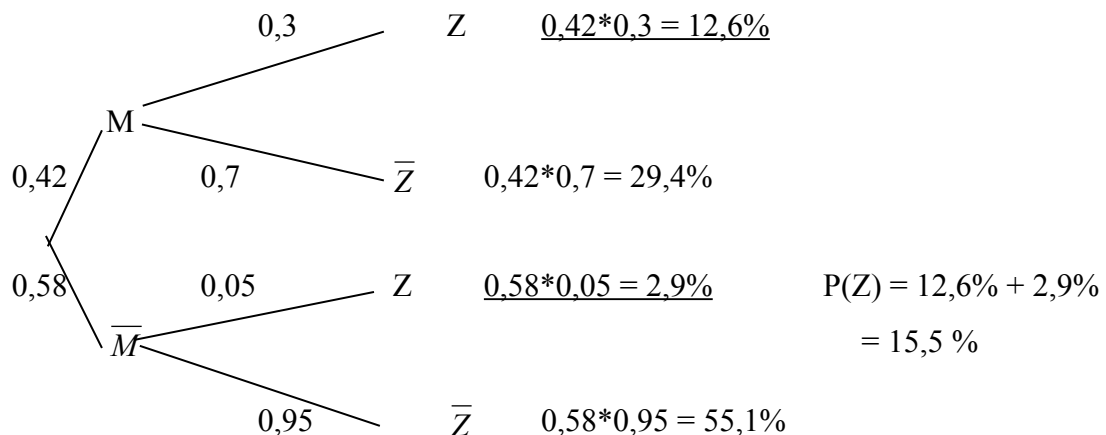 0,3 Z 0,42*0,3 = 12,6%
M
0,42 0,7 Z̅ 0,42*0,7 = 29,4%
0,58 0,05 Z 0,58*0,05 = 2,9% P(Z) = 12,6% + 2,9%
M̅ = 15,5 %
0,95 Z̅ 0,58*0,95 = 55,1%